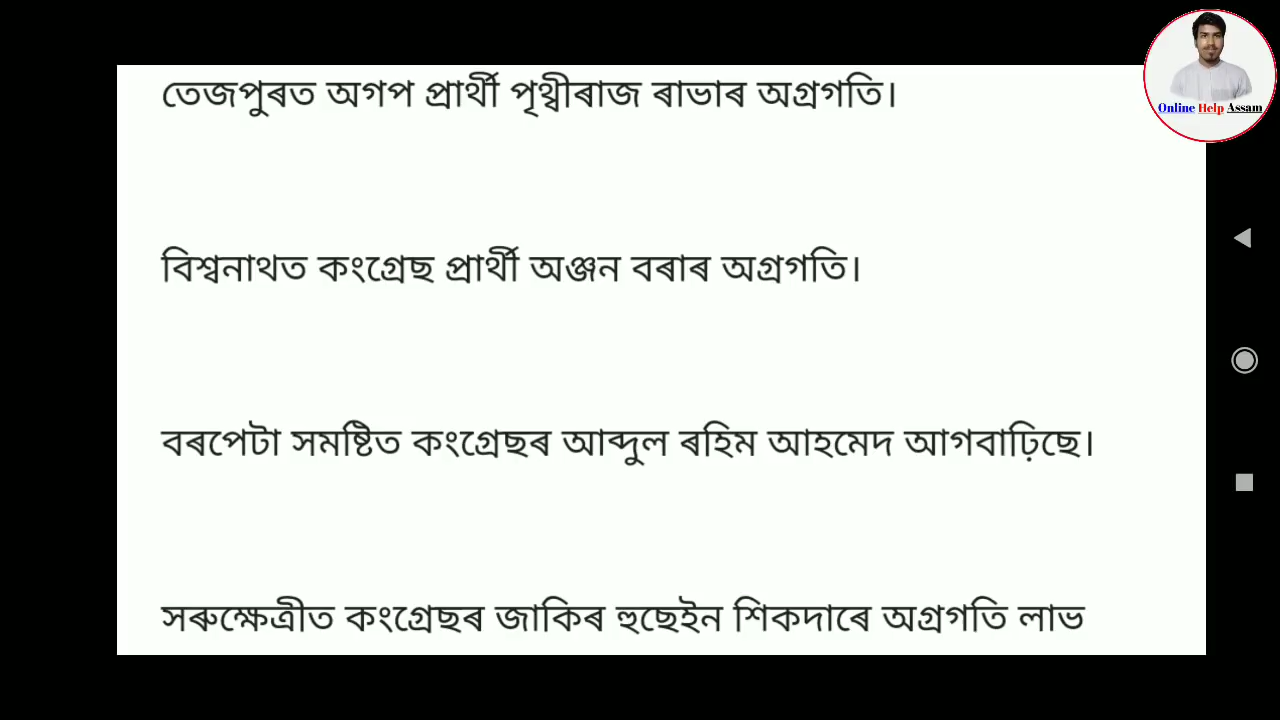 তেজপুৰত অগপ প্ৰাৰ্থী পৃথ্বীৰাজ ৰাভাৰ অগ্ৰগতি।
Online Help Assam
বিশ্বনাথত কংগ্ৰেছ প্ৰাৰ্থী অঞ্জন বৰাৰ অগ্ৰগতি।
বৰপেটা সমষ্টিত কংগ্ৰেছৰ আব্দুল ৰহিম আহমেদ আগবাঢ়িছে।
সৰুক্ষেত্ৰীত কংগ্ৰেছৰ জাকিৰ হুছেইন শিকদাৰে অগ্ৰগতি লাভ